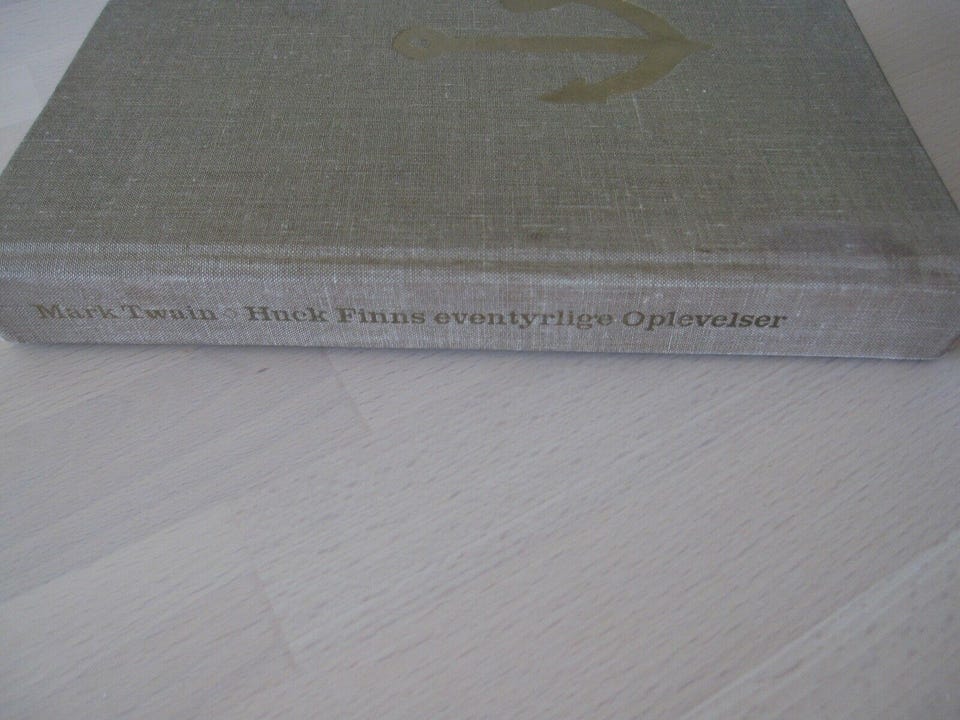 Mark Twain ◇ Huck Finns eventyrlige Oplevelser